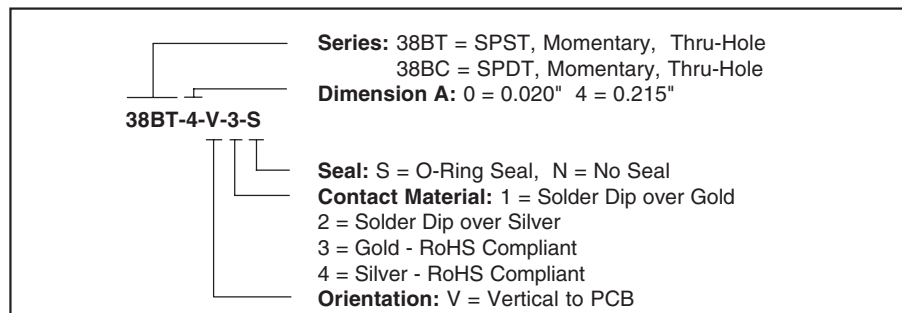 Series: 38BT = SPST, Momentary, Thru-Hole
38BC = SPDT, Momentary, Thru-Hole
Dimension A: 0 = 0.020" 4 = 0.215"
38BT-4-V-3-S
Seal: S = O-Ring Seal, N = No Seal
Contact Material: 1 = Solder Dip over Gold
2 = Solder Dip over Silver
3 = Gold - RoHS Compliant
4 = Silver - RoHS Compliant
Orientation: V = Vertical to PCB